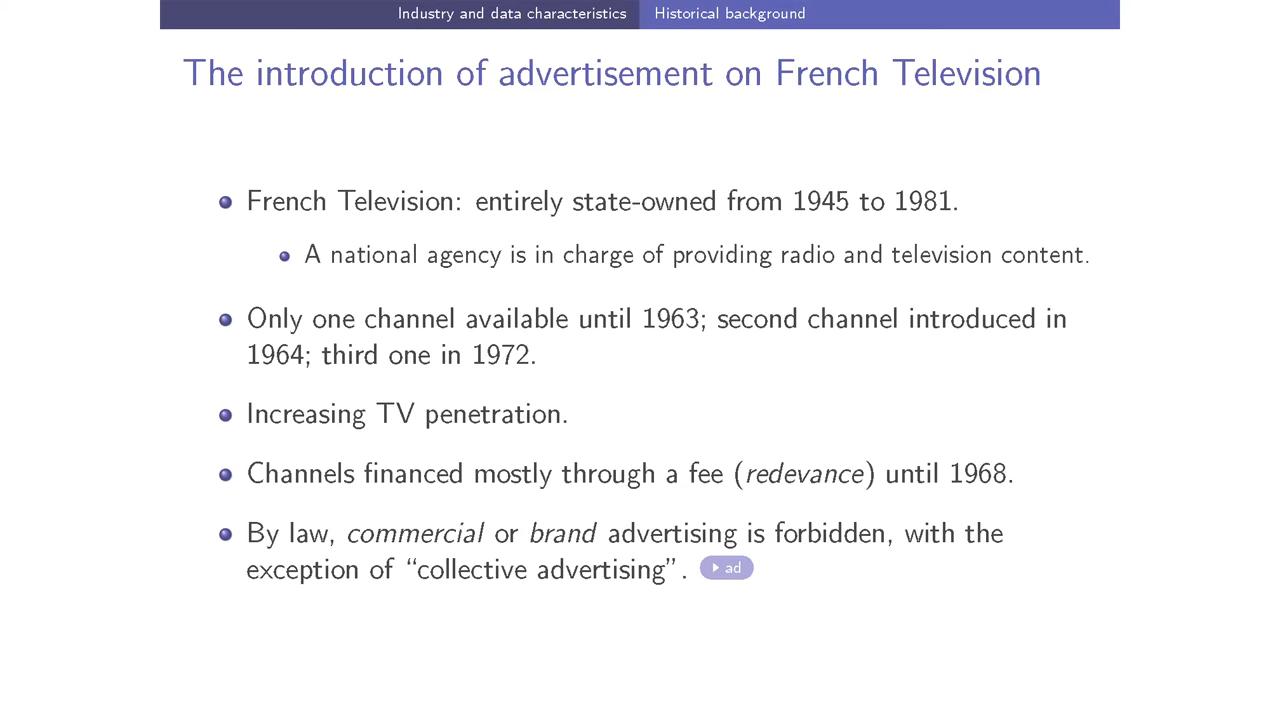 Industry and data characteristics
Historical background
The introduction of advertisement on French Television
French Television: entirely state-owned from 1945 to 1981.
A national agency is in charge of providing radio and television content.
Only one channel available until 1963; second channel introduced in
1964; third one in 1972.
Increasing TV penetration.
Channels financed mostly through a fee (redevance) until 1968.
By law, commercial or brand advertising is forbidden, with the
exception of “collective advertising”. ad